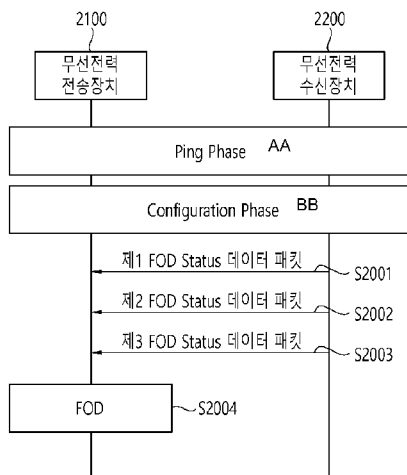 2100
2200
무선전력
전송장치
무선전력
수신장치
Ping Phase AA
Configuration Phase BB
제1 FOD Status 데이터 패킷
S2001
제2 FOD Status 데이터 패킷
S2002
제3 FOD Status 데이터 패킷
S2003
FOD
S2004